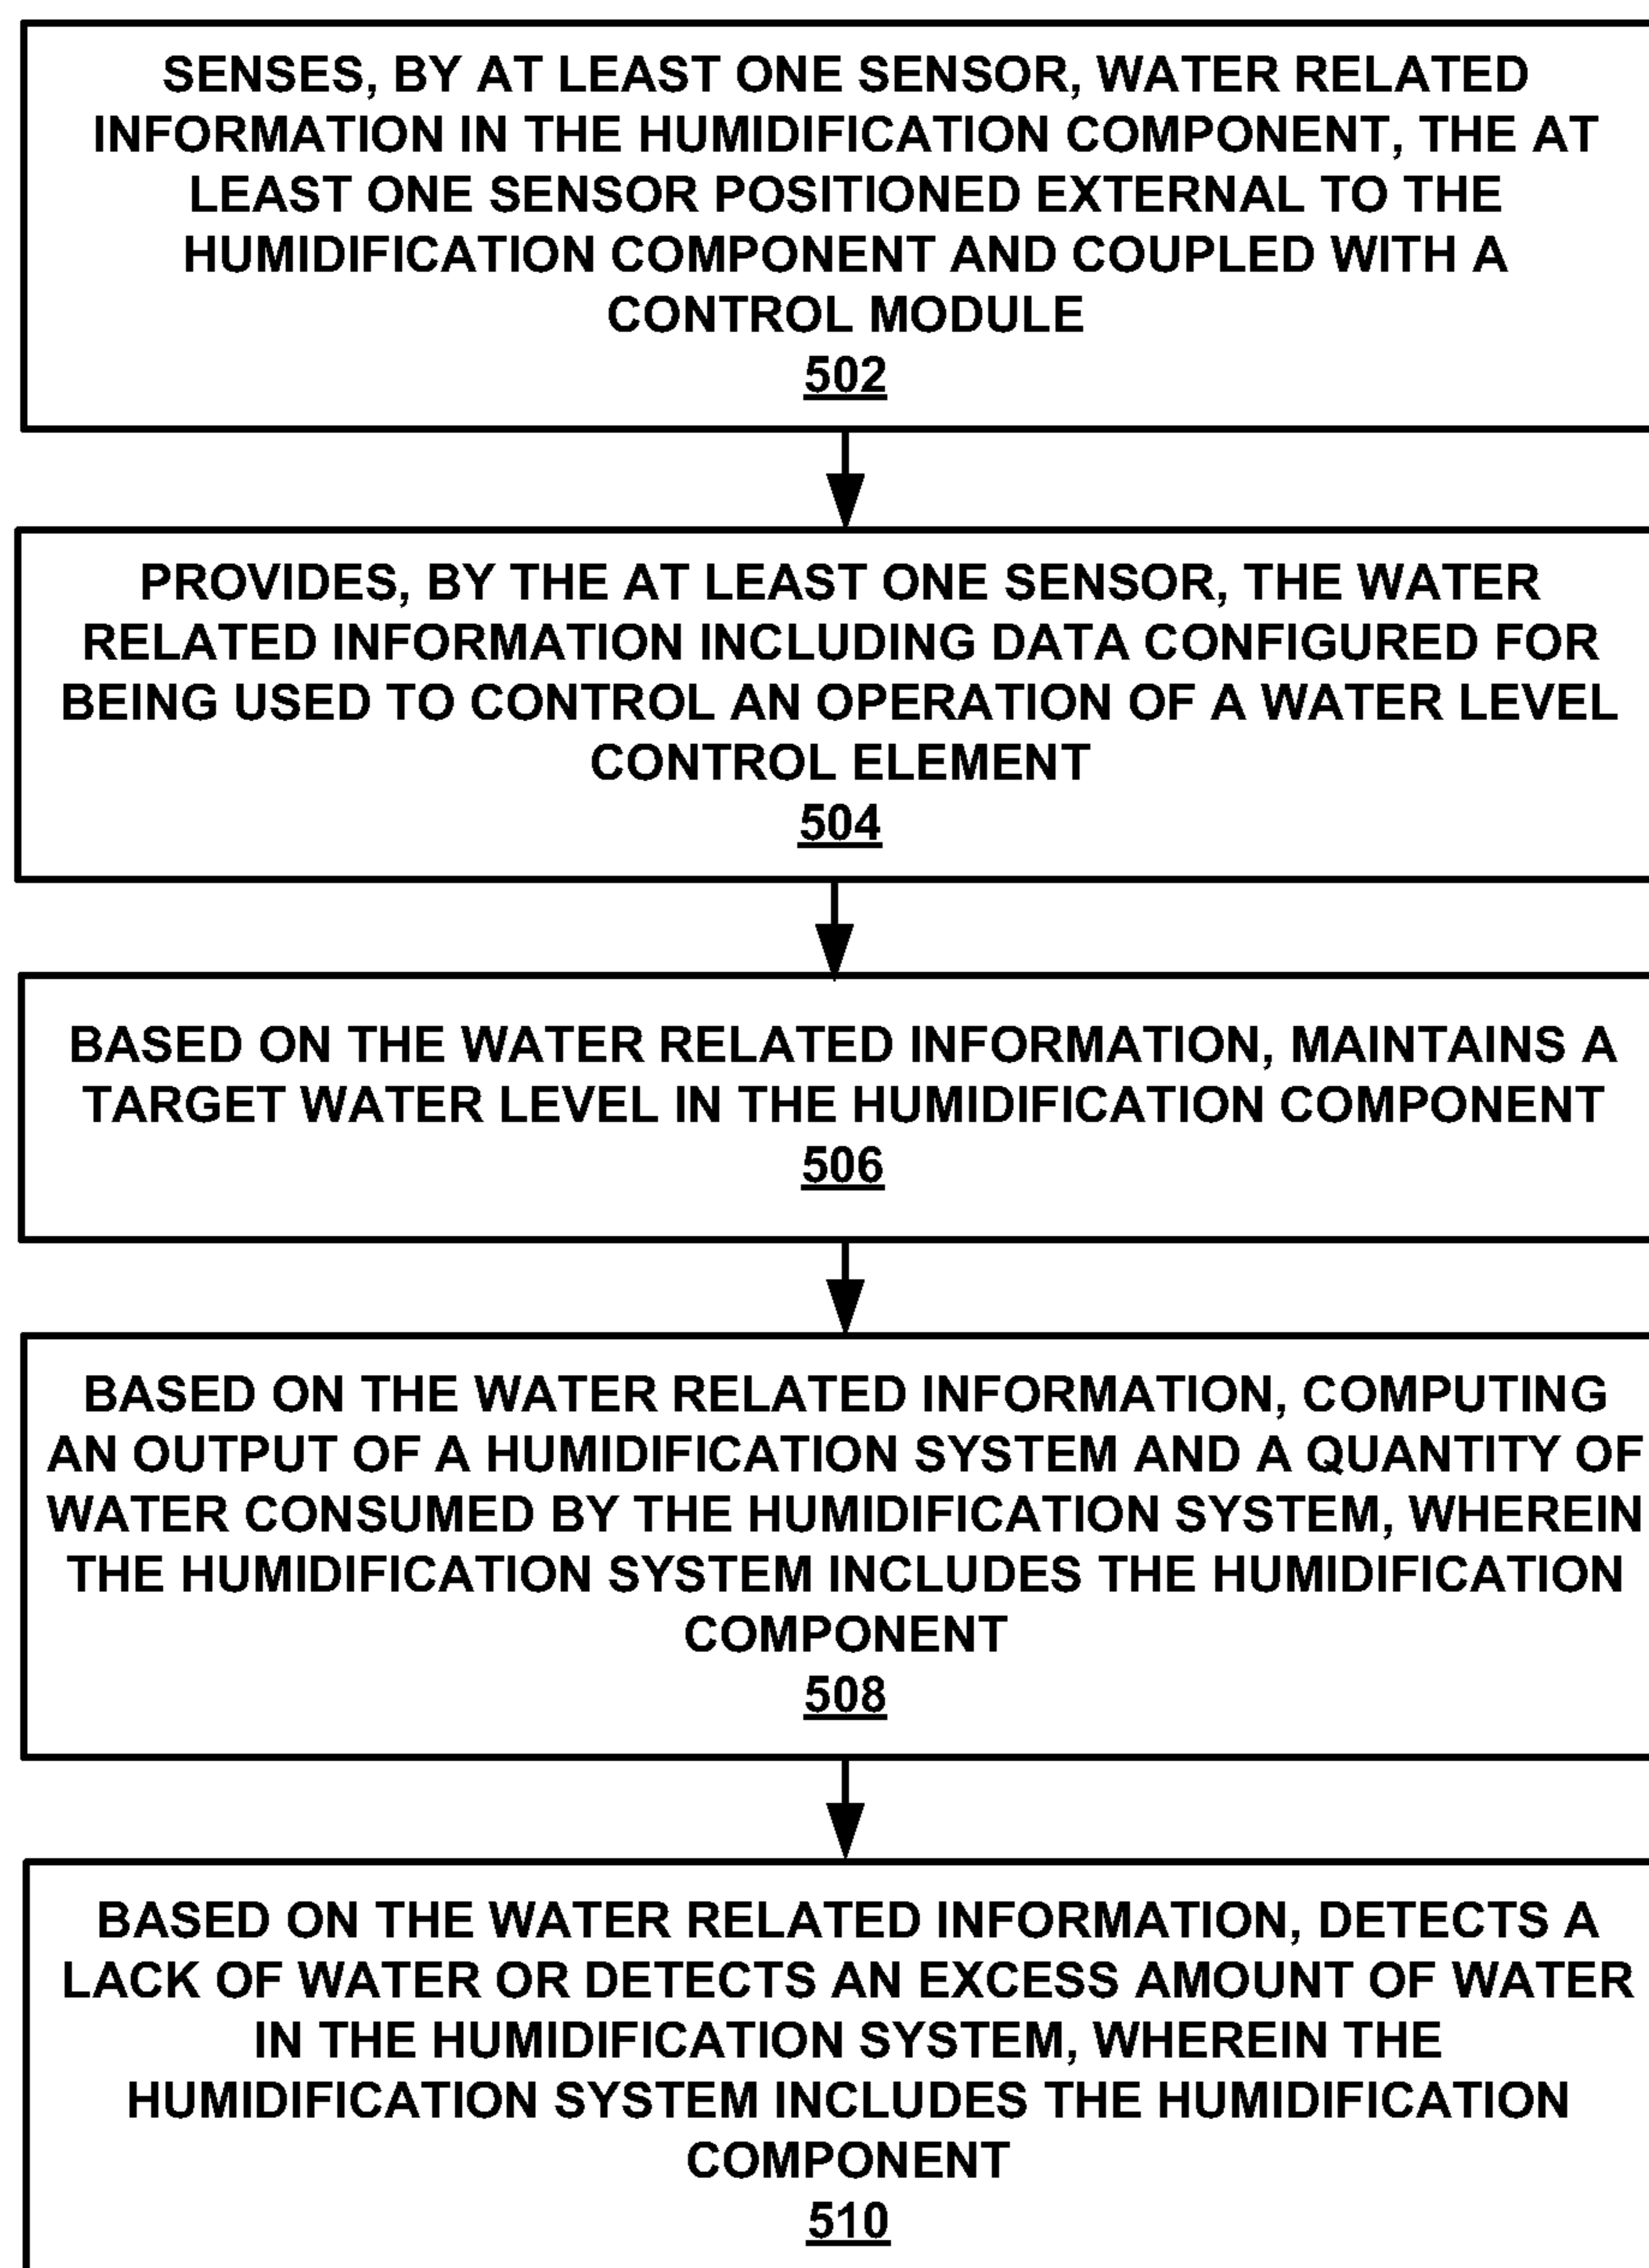 SENSES, BY AT LEAST ONE SENSOR, WATER RELATED
INFORMATION IN THE HUMIDIFICATION COMPONENT, THE AT
LEAST ONE SENSOR POSITIONED EXTERNAL TO THE
HUMIDIFICATION COMPONENT AND COUPLED WITH A
CONTROL MODULE
502
PROVIDES, BY THE AT LEAST ONE SENSOR, THE WATER
RELATED INFORMATION INCLUDING DATA CONFIGURED FOR
BEING USED TO CONTROL AN OPERATION OF A WATER LEVEL
CONTROL ELEMENT
504
BASED ON THE WATER RELATED INFORMATION, MAINTAINS A
TARGET WATER LEVEL IN THE HUMIDIFICATION COMPONENT
506
BASED ON THE WATER RELATED INFORMATION, COMPUTING
AN OUTPUT OF A HUMIDIFICATION SYSTEM AND A QUANTITY OF
WATER CONSUMED BY THE HUMIDIFICATION SYSTEM, WHEREIN
THE HUMIDIFICATION SYSTEM INCLUDES THE HUMIDIFICATION
COMPONENT
508
BASED ON THE WATER RELATED INFORMATION, DETECTS A
LACK OF WATER OR DETECTS AN EXCESS AMOUNT OF WATER
IN THE HUMIDIFICATION SYSTEM, WHEREIN THE
HUMIDIFICATION SYSTEM INCLUDES THE HUMIDIFICATION
COMPONENT
510